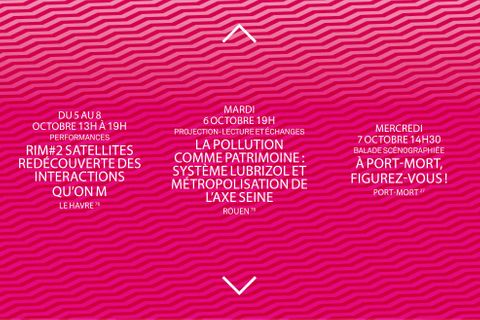 DU 5 AU 8
OCTOBRE 13H À 19H
PERFORMANCES
RIM#2 SATELLITES
REDÉCOUVERTE DES
INTERACTIONS
QU'ON M
LE HAVRE 76
MARDI
6 OCTOBRE 19H
PROJECTION-LECTURE ET ÉCHANGES
LA POLLUTION
COMME PATRIMOINE :
SYSTÈME LUBRIZOL ET
MÉTROPOLISATION DE
L'AXE SEINE
ROUEN 76
MERCREDI
7 OCTOBRE 14H30
BALADE SCÉNOGRAPHIÉE
À PORT-MORT,
FIGUREZ-VOUS !
PORT-MORT 27